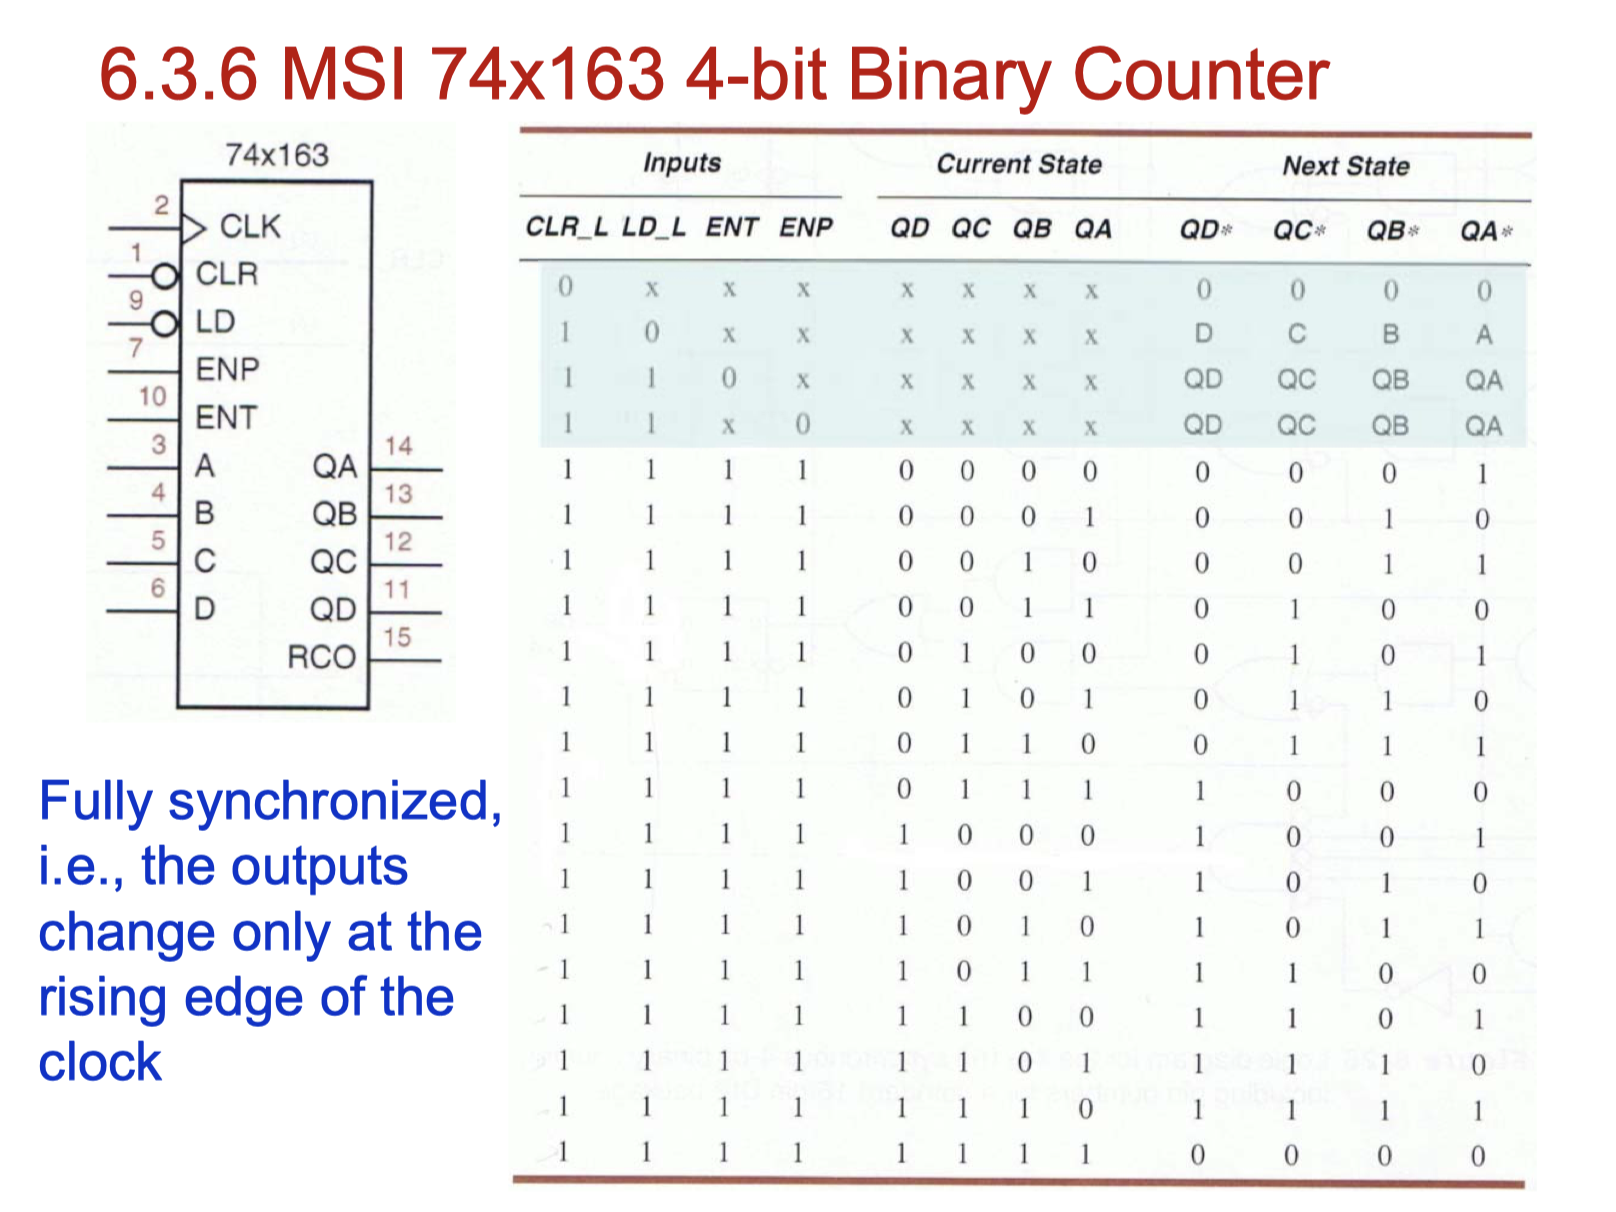 6.3.6 MSI 74x163 4-bit Binary Counter
74x163
2 CLK
1 CLR
9 LD
7 ENP
10 ENT
3 A QA 14
4 B QB 13
5 C QC 12
6 D QD 11
RCO 15
Fully synchronized,
i.e., the outputs
change only at the
rising edge of the
clock
Inputs Current State Next State
CLR_L LD_L ENT ENP QD QC QB QA QD* QC* QB* QA*
0 x x x x x x x 0 0 0 0
1 0 x x x x x x D C B A
1 1 0 x x x x x QD QC QB QA
1 1 x 0 x x x x QD QC QB QA
1 1 1 1 0 0 0 0 0 0 0 1
1 1 1 1 0 0 0 1 0 0 1 0
1 1 1 1 0 0 1 0 0 0 1 1
1 1 1 1 0 0 1 1 0 1 0 0
1 1 1 1 0 1 0 0 0 1 0 1
1 1 1 1 0 1 0 1 0 1 1 0
1 1 1 1 0 1 1 0 0 1 1 1
1 1 1 1 0 1 1 1 1 0 0 0
1 1 1 1 1 0 0 0 1 0 0 1
1 1 1 1 1 0 0 1 1 0 1 0
1 1 1 1 1 0 1 0 1 0 1 1
1 1 1 1 1 0 1 1 1 1 0 0
1 1 1 1 1 1 0 0 1 1 0 1
1 1 1 1 1 1 0 1 1 1 1 0
1 1 1 1 1 1 1 0 1 1 1 1
1 1 1 1 1 1 1 1 0 0 0 0